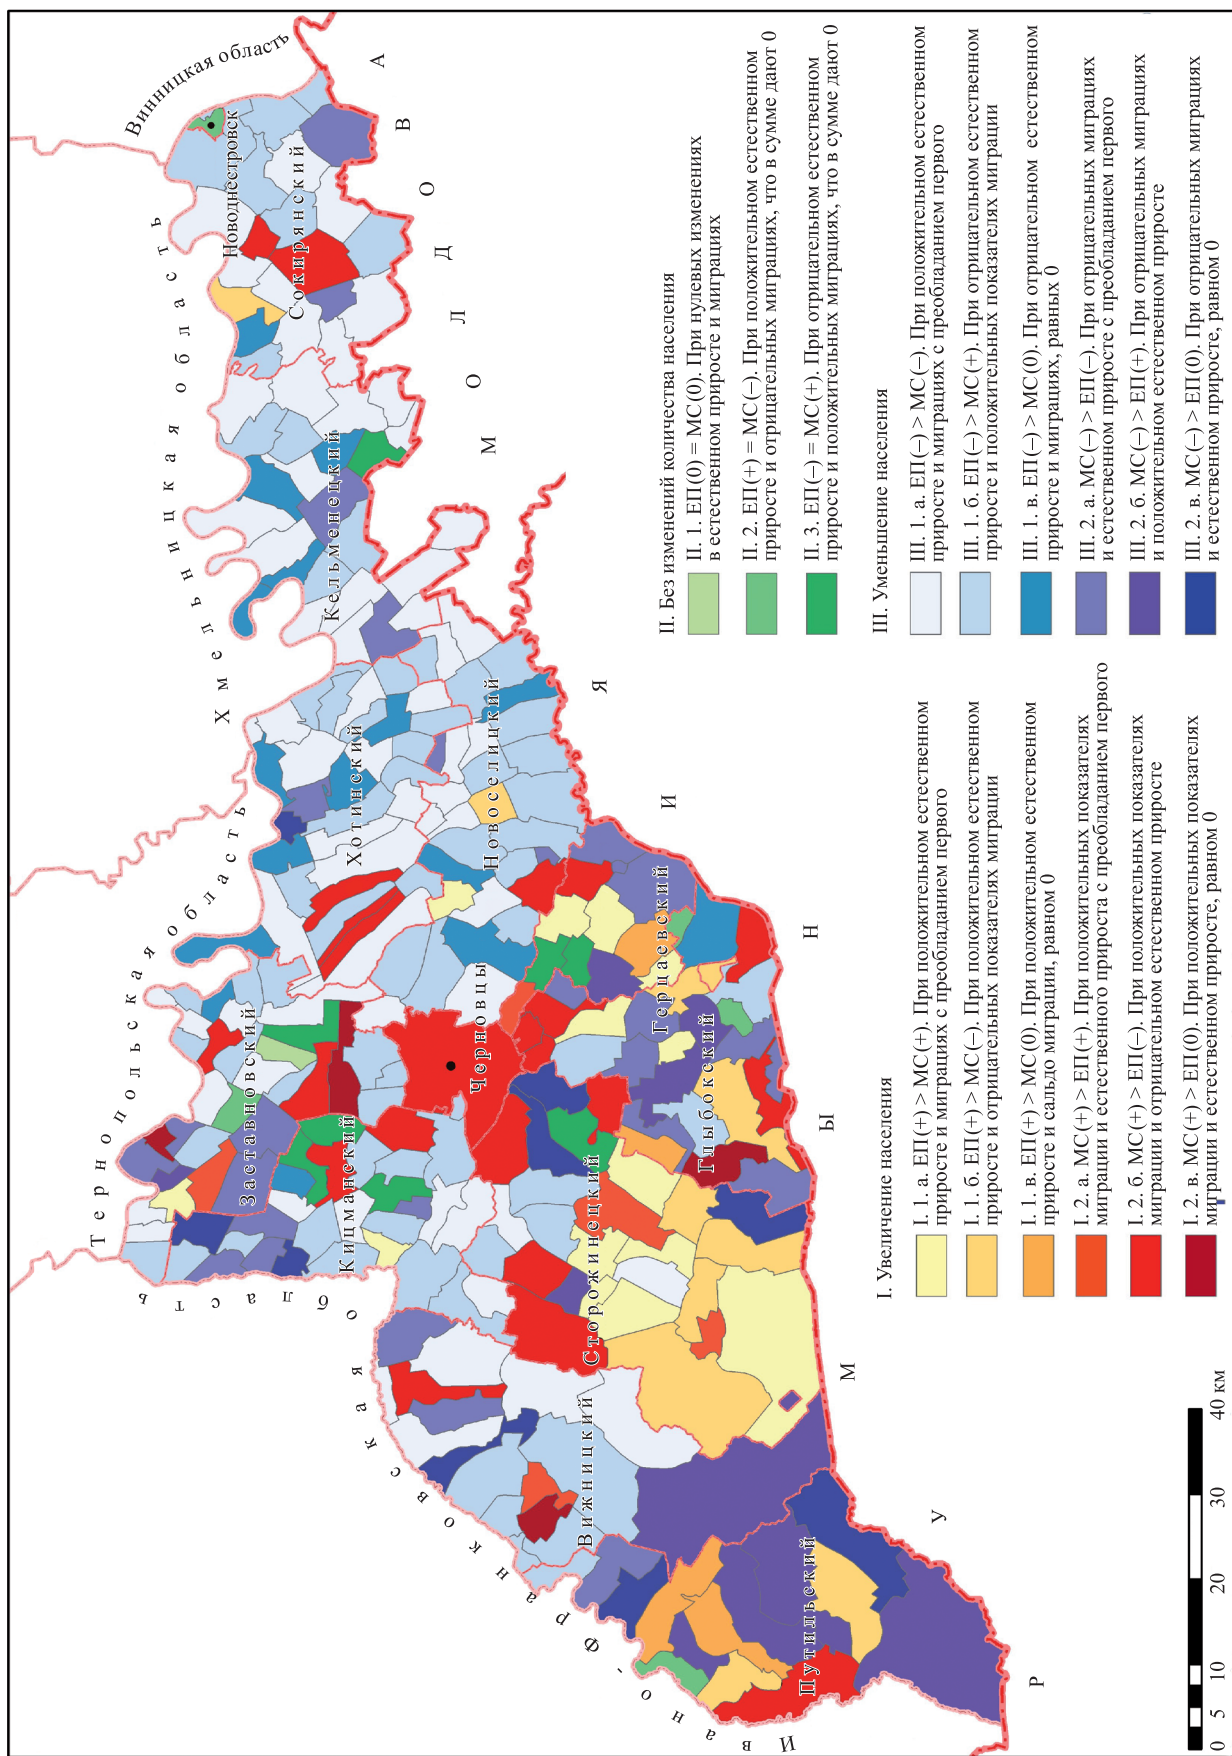 Винницкая область
Хмельницкая область
Тернопольская область
Ивано-Франковская область
МОЛДОВА
РУМЫНИЯ
Новоднестровск
Сокирянский
Кельменецкий
Хотинский
Новоселицкий
Заставновский
Кицманский
Черновцы
Герцаевский
Глыбокский
Сторожинецкий
Вижницкий
Путильский
0 5 10 20 30 40 км
I. Увеличение населения
I. 1. а. ЕП(+) > МС(+). При положительном естественном
приросте и миграциях с преобладанием первого
I. 1. б. ЕП(+) > МС(–). При положительном естественном
приросте и отрицательных показателях миграции
I. 1. в. ЕП(+) > МС(0). При положительном естественном
приросте и сальдо миграции, равном 0
I. 2. а. МС(+) > ЕП(+). При положительных показателях
миграции и естественного прироста с преобладанием первого
I. 2. б. МС(+) > ЕП(–). При положительных показателях
миграции и отрицательном естественном приросте
I. 2. в. МС(+) > ЕП(0). При положительных показателях
миграции и естественном приросте, равном 0
II. Без изменений количества населения
II. 1. ЕП(0) = МС(0). При нулевых изменениях
в естественном приросте и миграциях
II. 2. ЕП(+) = МС(–). При положительном естественном
приросте и отрицательных миграциях, что в сумме дают 0
II. 3. ЕП(–) = МС(+). При отрицательном естественном
приросте и положительных миграциях, что в сумме дают 0
III. Уменьшение населения
III. 1. а. ЕП(–) > МС(–). При положительном естественном
приросте и миграциях с преобладанием первого
III. 1. б. ЕП(–) > МС(+). При отрицательном естественном
приросте и положительных показателях миграции
III. 1. в. ЕП(–) > МС(0). При отрицательном естественном
приросте и миграциях, равных 0
III. 2. а. МС(–) > ЕП(–). При отрицательных миграциях
и естественном приросте с преобладанием первого
III. 2. б. МС(–) > ЕП(+). При отрицательных миграциях
и положительном естественном приросте
III. 2. в. МС(–) > ЕП(0). При отрицательных миграциях
и естественном приросте, равном 0